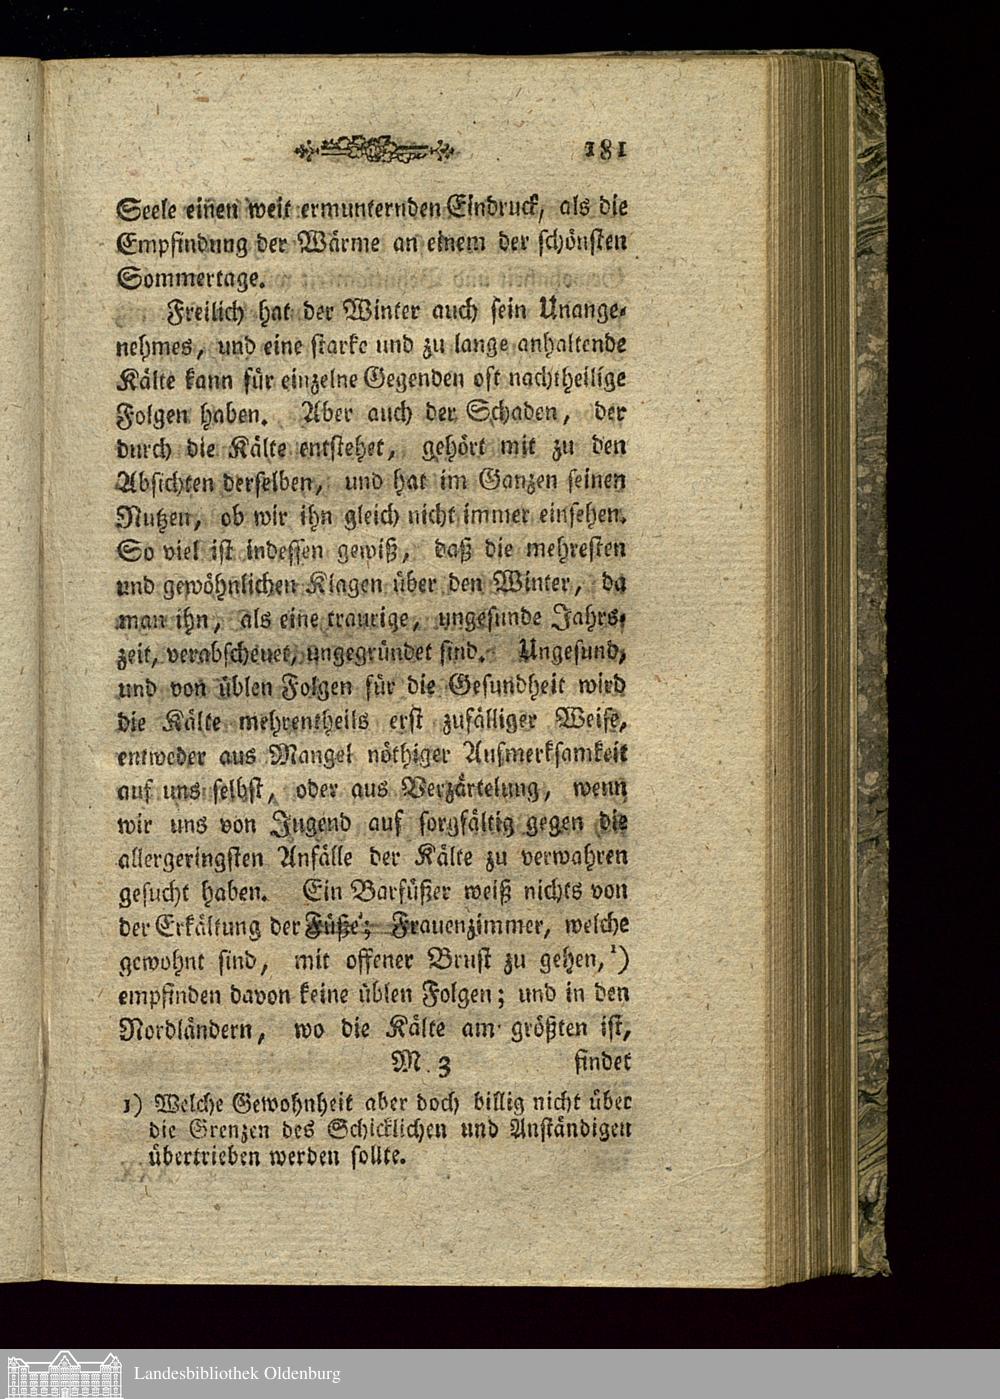 181
Seele einen weit ermunternden Eindruck, als die
Empfindung der Wärme an einem der schönsten
Sommertage.
Freilich hat der Winter auch sein Unange-
nehmes, und eine starke und zu lange anhaltende
Kälte kann für einzelne Gegenden oft nachtheilige
Folgen haben. Aber auch der Schaden, der
durch die Kälte entstehet, gehört mit zu den
Absichten derselben, und hat im Ganzen seinen
Nutzen, ob wir ihn gleich nicht immer einsehen.
So viel ist indessen gewiß, daß die mehresten
und gewöhnlichen Klagen über den Winter, da
man ihn, als eine traurige, ungesunde Jahrs-
zeit, verabscheuet, ungegründet sind. Ungesund,
und von üblen Folgen für die Gesundheit wird
die Kälte mehrentheils erst zufälliger Weise,
entweder aus Mangel nöthiger Aufmerksamkeit
auf uns selbst, oder aus Verzärtelung, wenn
wir uns von Jugend auf sorgfältig gegen die
allergeringsten Anfälle der Kälte zu verwahren
gesucht haben. Ein Barfüßer weiß nichts von
der Erkältung der Füße; Frauenzimmer, welche
gewohnt sind, mit offener Brust zu gehen, 1)
empfinden davon keine üblen Folgen; und in den
Nordländern, wo die Kälte am größten ist,
M 3 findet
1) Welche Gewohnheit aber doch billig nicht über
die Grenzen des Schicklichen und Anständigen
übertrieben werden sollte.
Landesbibliothek Oldenburg